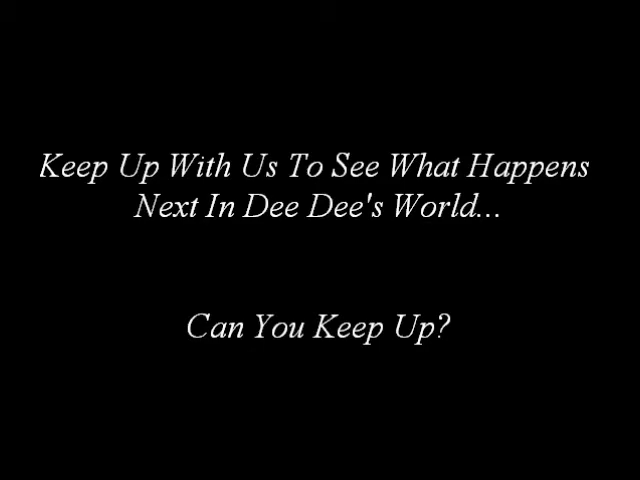 Keep Up With Us To See What Happens
Next In Dee Dee's World...
Can You Keep Up?